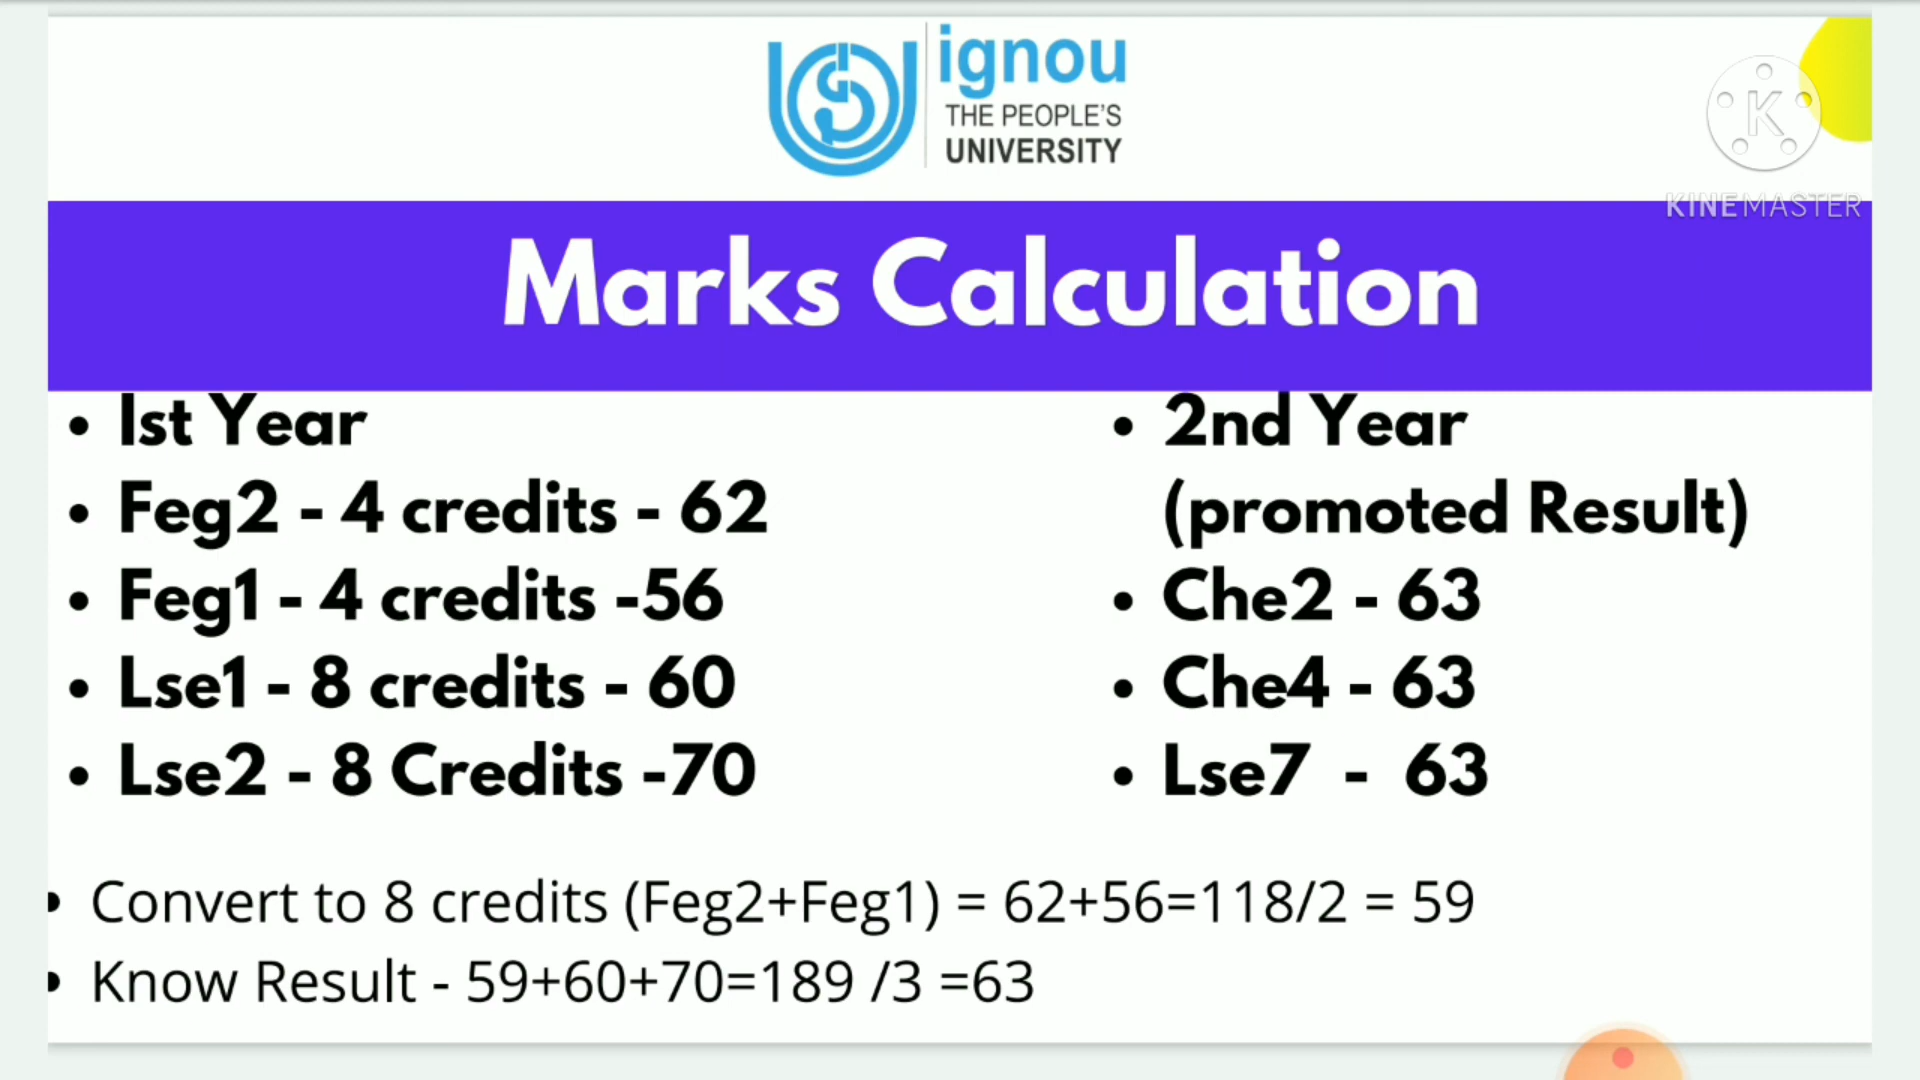 ignou
THE PEOPLE'S
UNIVERSITY
K
KINEMASTER
Marks Calculation
• Ist Year
• Feg2 - 4 credits - 62
• Feg1 - 4 credits -56
• Lse1 - 8 credits - 60
• Lse2 - 8 Credits -70
• 2nd Year
(promoted Result)
• Che2 - 63
• Che4 - 63
• Lse7 - 63
• Convert to 8 credits (Feg2+Feg1) = 62+56=118/2 = 59
• Know Result - 59+60+70=189 /3 =63